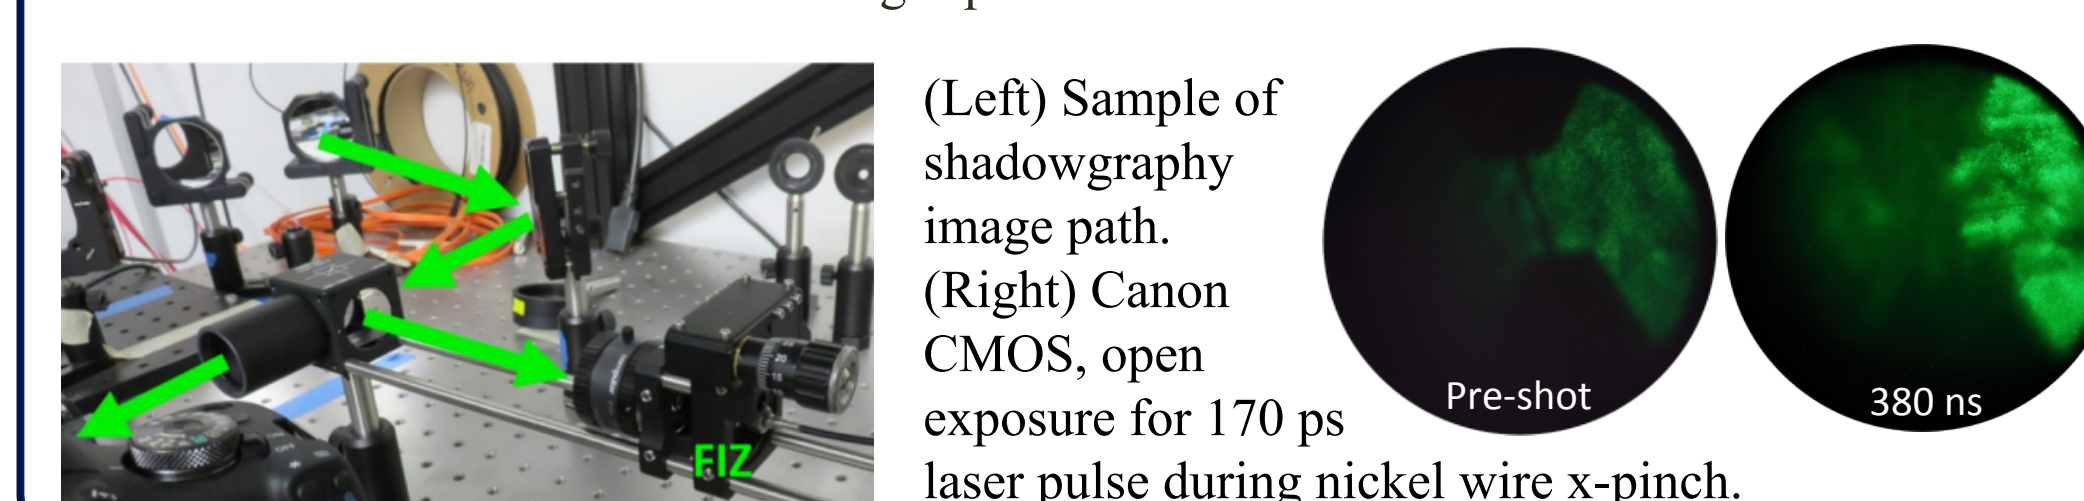 (Left) Sample of
shadowgraphy
image path.
(Right) Canon
CMOS, open
exposure for 170 ps
laser pulse during nickel wire x-pinch.
Pre-shot
380 ns
FIZ